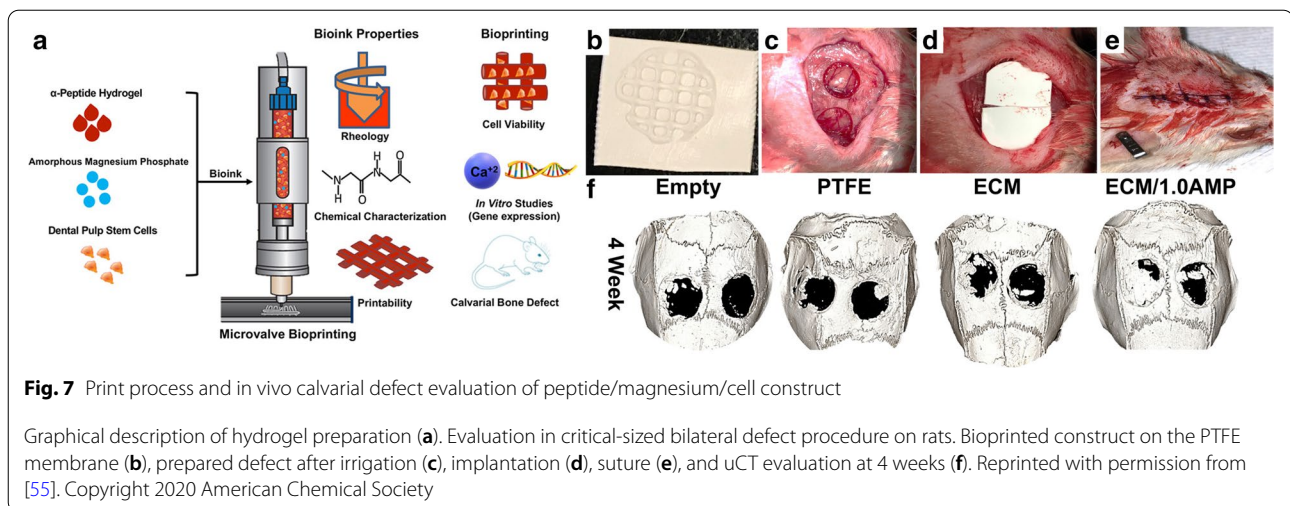 a
α-Peptide Hydrogel
Amorphous Magnesium Phosphate
Dental Pulp Stem Cells
Bioink
Microvalve Bioprinting
Bioink Properties
Rheology
N
H
O
H
N
O
Chemical Characterization
Printability
Bioprinting
Cell Viability
Ca+2
In Vitro Studies
(Gene expression)
Calvarial Bone Defect
b
c
d
e
f
Empty
PTFE
ECM
ECM/1.0AMP
4 Week
Fig. 7 Print process and in vivo calvarial defect evaluation of peptide/magnesium/cell construct
Graphical description of hydrogel preparation (a). Evaluation in critical-sized bilateral defect procedure on rats. Bioprinted construct on the PTFE
membrane (b), prepared defect after irrigation (c), implantation (d), suture (e), and uCT evaluation at 4 weeks (f). Reprinted with permission from
[55]. Copyright 2020 American Chemical Society